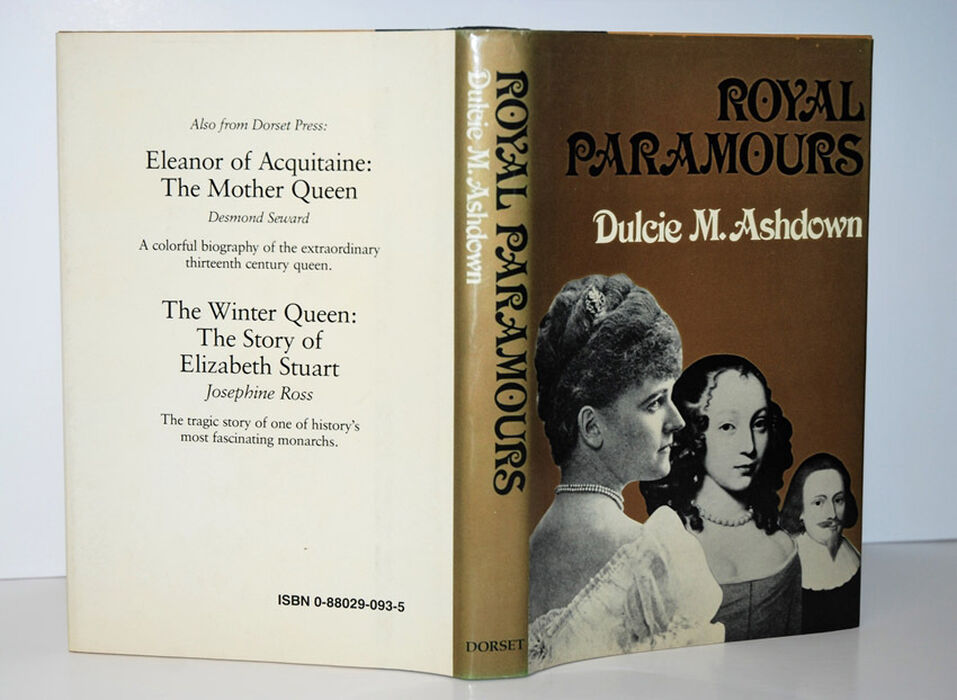 Also from Dorset Press:
Eleanor of Acquitaine:
The Mother Queen
Desmond Seward
A colorful biography of the extraordinary
thirteenth century queen.
The Winter Queen:
The Story of
Elizabeth Stuart
Josephine Ross
The tragic story of one of history's
most fascinating monarchs.
ISBN 0-88029-093-5
ROYAL PARAMOURS
Dulcie M. Ashdown
DORSET
ROYAL
PARAMOURS
Dulcie M. Ashdown